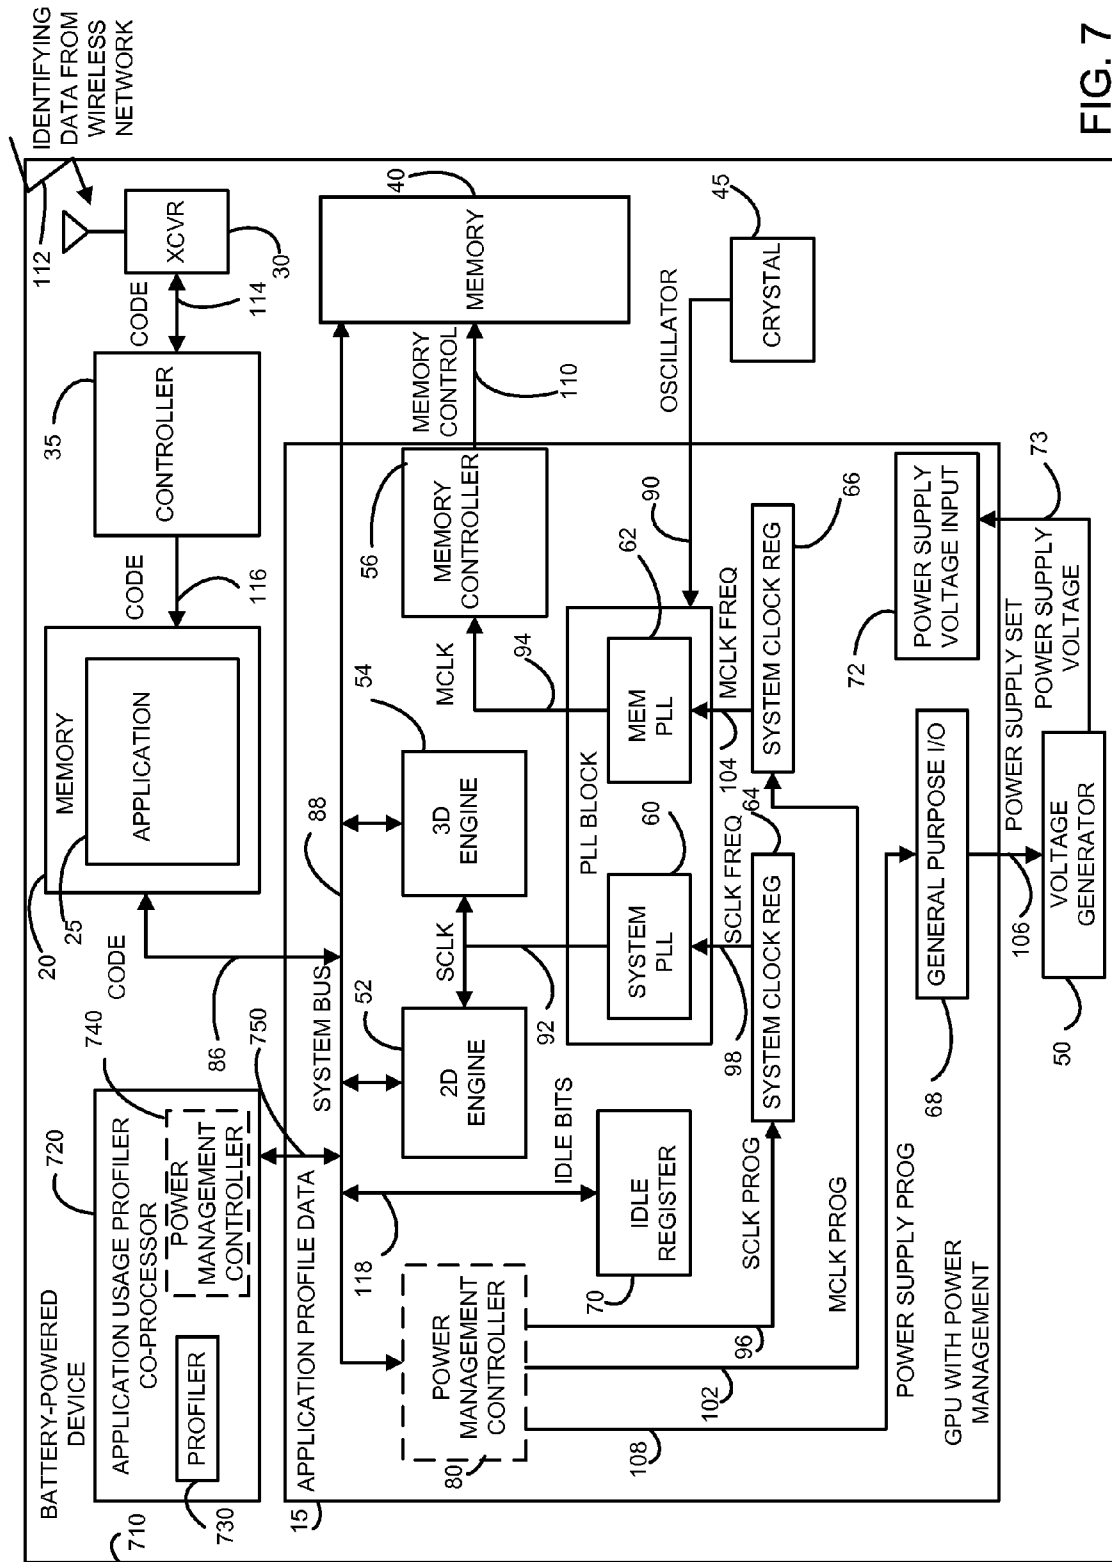 BATTERY-POWERED
DEVICE
710
720
APPLICATION USAGE PROFILER
CO-PROCESSOR
PROFILER
730
740
POWER
MANAGEMENT
CONTROLLER
750
APPLICATION PROFILE DATA
SYSTEM BUS
88
CODE
86
20
25
MEMORY
APPLICATION
CODE
116
35
CONTROLLER
CODE
114
XCVR
30
112
IDENTIFYING
DATA FROM
WIRELESS
NETWORK
15
118
IDLE BITS
IDLE
REGISTER
70
POWER
MANAGEMENT
CONTROLLER
80
52
2D
ENGINE
SCLK
92
54
3D
ENGINE
MCLK
94
56
MEMORY
CONTROLLER
MEMORY
CONTROL
110
40
MEMORY
PLL BLOCK
60
SYSTEM
PLL
62
MEM
PLL
90
OSCILLATOR
45
CRYSTAL
98
SCLK FREQ
64
SYSTEM CLOCK REG
104
MCLK FREQ
SYSTEM CLOCK REG
66
SCLK PROG
96
MCLK PROG
102
POWER SUPPLY PROG
108
GPU WITH POWER
MANAGEMENT
68
GENERAL PURPOSE I/O
72
POWER SUPPLY
VOLTAGE INPUT
73
POWER SUPPLY SET
106
POWER SUPPLY
VOLTAGE
50
VOLTAGE
GENERATOR
FIG. 7